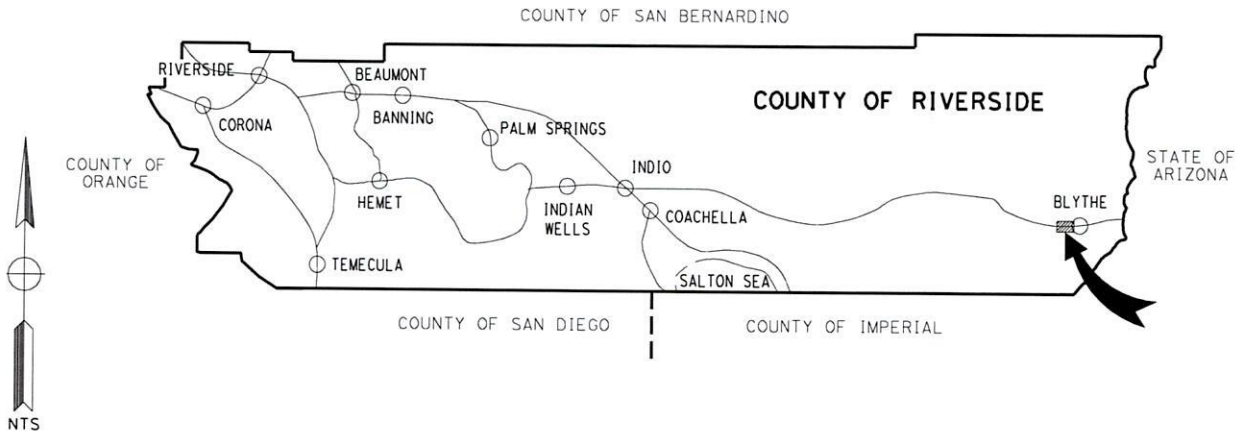 COUNTY OF SAN BERNARDINO
RIVERSIDE
BEAUMONT
COUNTY OF RIVERSIDE
CORONA
BANNING
PALM SPRINGS
COUNTY OF
ORANGE
STATE OF
ARIZONA
INDIO
HEMET
INDIAN
WELLS
COACHELLA
BLYTHE
TEMECULA
SALTON SEA
COUNTY OF SAN DIEGO
COUNTY OF IMPERIAL
NTS